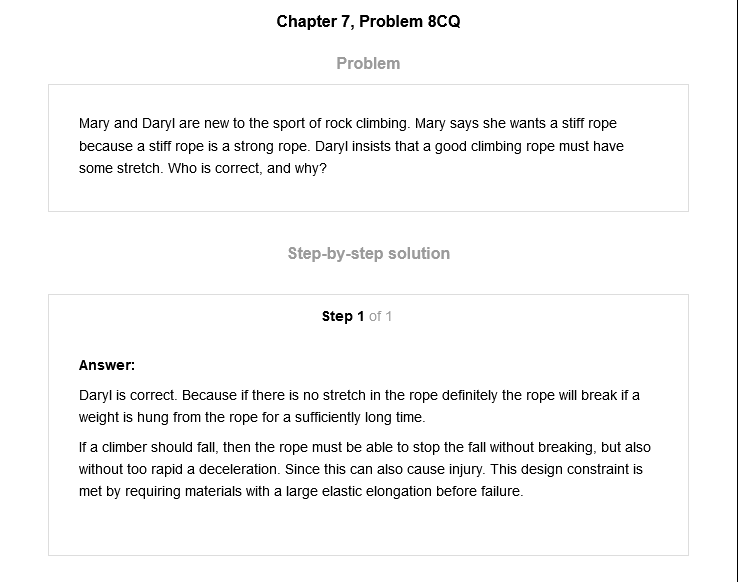 Chapter 7, Problem 8CQ
Problem
Mary and Daryl are new to the sport of rock climbing. Mary says she wants a stiff rope
because a stiff rope is a strong rope. Daryl insists that a good climbing rope must have
some stretch. Who is correct, and why?
Step-by-step solution
Step 1 of 1
Answer:
Daryl is correct. Because if there is no stretch in the rope definitely the rope will break if a
weight is hung from the rope for a sufficiently long time.
If a climber should fall, then the rope must be able to stop the fall without breaking, but also
without too rapid a deceleration. Since this can also cause injury. This design constraint is
met by requiring materials with a large elastic elongation before failure.